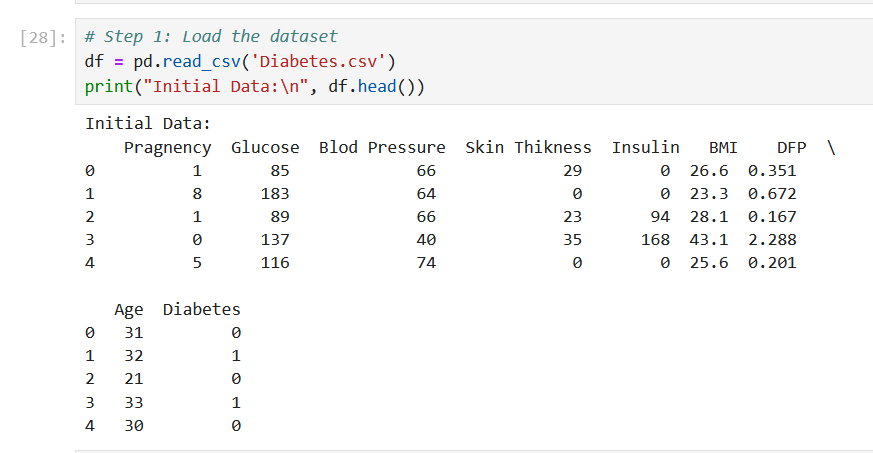 [28]: # Step 1: Load the dataset
df = pd.read_csv('Diabetes.csv')
print("Initial Data:\n", df.head())
Initial Data:
Pragnency Glucose Blod Pressure Skin Thikness Insulin BMI DFP \
0 1 85 66 29 0 26.6 0.351
1 8 183 64 0 0 23.3 0.672
2 1 89 66 23 94 28.1 0.167
3 0 137 40 35 168 43.1 2.288
4 5 116 74 0 0 25.6 0.201
Age Diabetes
0 31 0
1 32 1
2 21 0
3 33 1
4 30 0